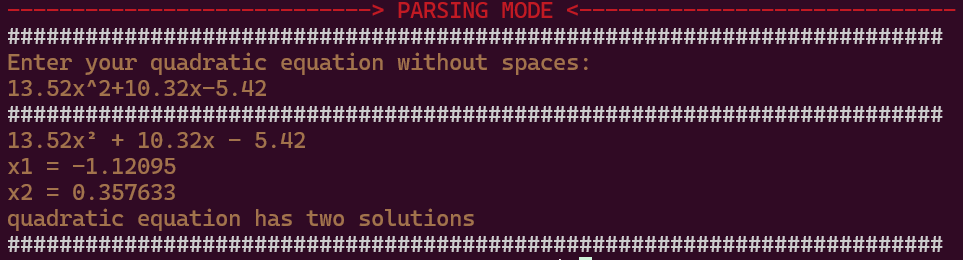 ----------------------------> PARSING MODE <-----------------------------
########################################################################
Enter your quadratic equation without spaces:
13.52x^2+10.32x-5.42
########################################################################
13.52x² + 10.32x - 5.42
x1 = -1.12095
x2 = 0.357633
quadratic equation has two solutions
########################################################################